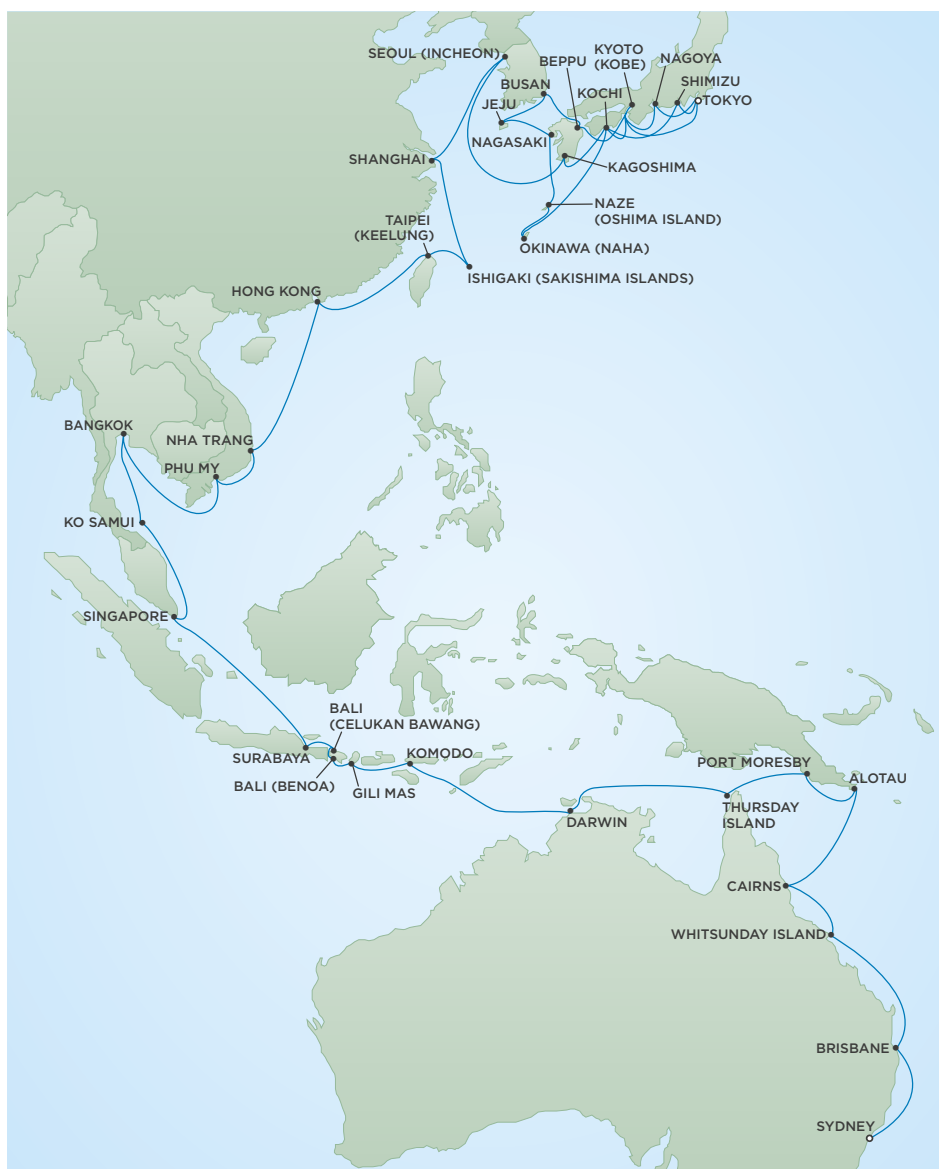 SEOUL (INCHEON)
BEPPU
KYOTO
(KOBE)
NAGOYA
SHIMIZU
TOKYO
BUSAN
KOCHI
JEJU
NAGASAKI
SHANGHAI
KAGOSHIMA
NAZE
(OSHIMA ISLAND)
TAIPEI
(KEELUNG)
OKINAWA (NAHA)
ISHIGAKI (SAKISHIMA ISLANDS)
HONG KONG
BANGKOK
NHA TRANG
PHU MY
KO SAMUI
SINGAPORE
BALI
(CELUKAN BAWANG)
SURABAYA
KOMODO
BALI (BENOA)
GILI MAS
PORT MORESBY
ALOTAU
THURSDAY
ISLAND
DARWIN
CAIRNS
WHITSUNDAY ISLAND
BRISBANE
SYDNEY